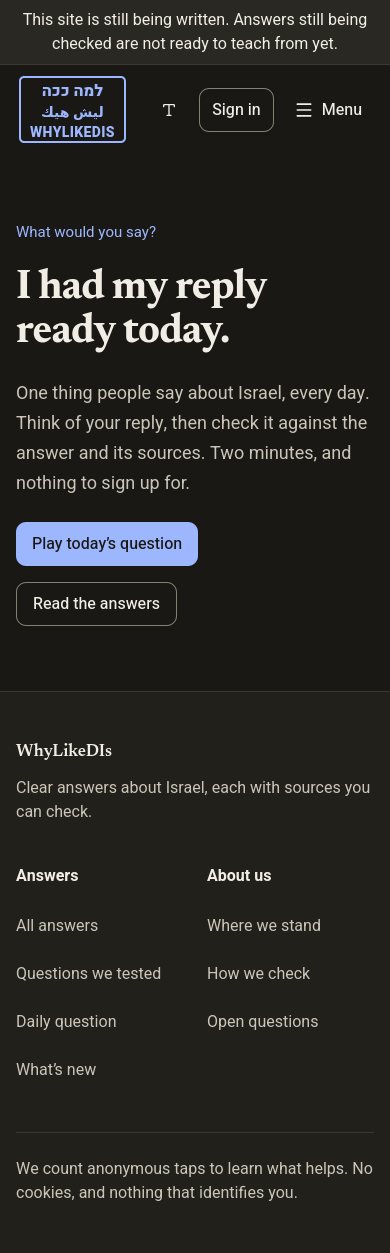 This site is still being written. Answers still being
checked are not ready to teach from yet.
למה ככה
ليش هيك
WHYLIKEDIS
T
Sign in
Menu
What would you say?
I had my reply
ready today.
One thing people say about Israel, every day.
Think of your reply, then check it against the
answer and its sources. Two minutes, and
nothing to sign up for.
Play today’s question
Read the answers
WhyLikeDIs
Clear answers about Israel, each with sources you
can check.
Answers
All answers
Questions we tested
Daily question
What’s new
About us
Where we stand
How we check
Open questions
We count anonymous taps to learn what helps. No
cookies, and nothing that identifies you.